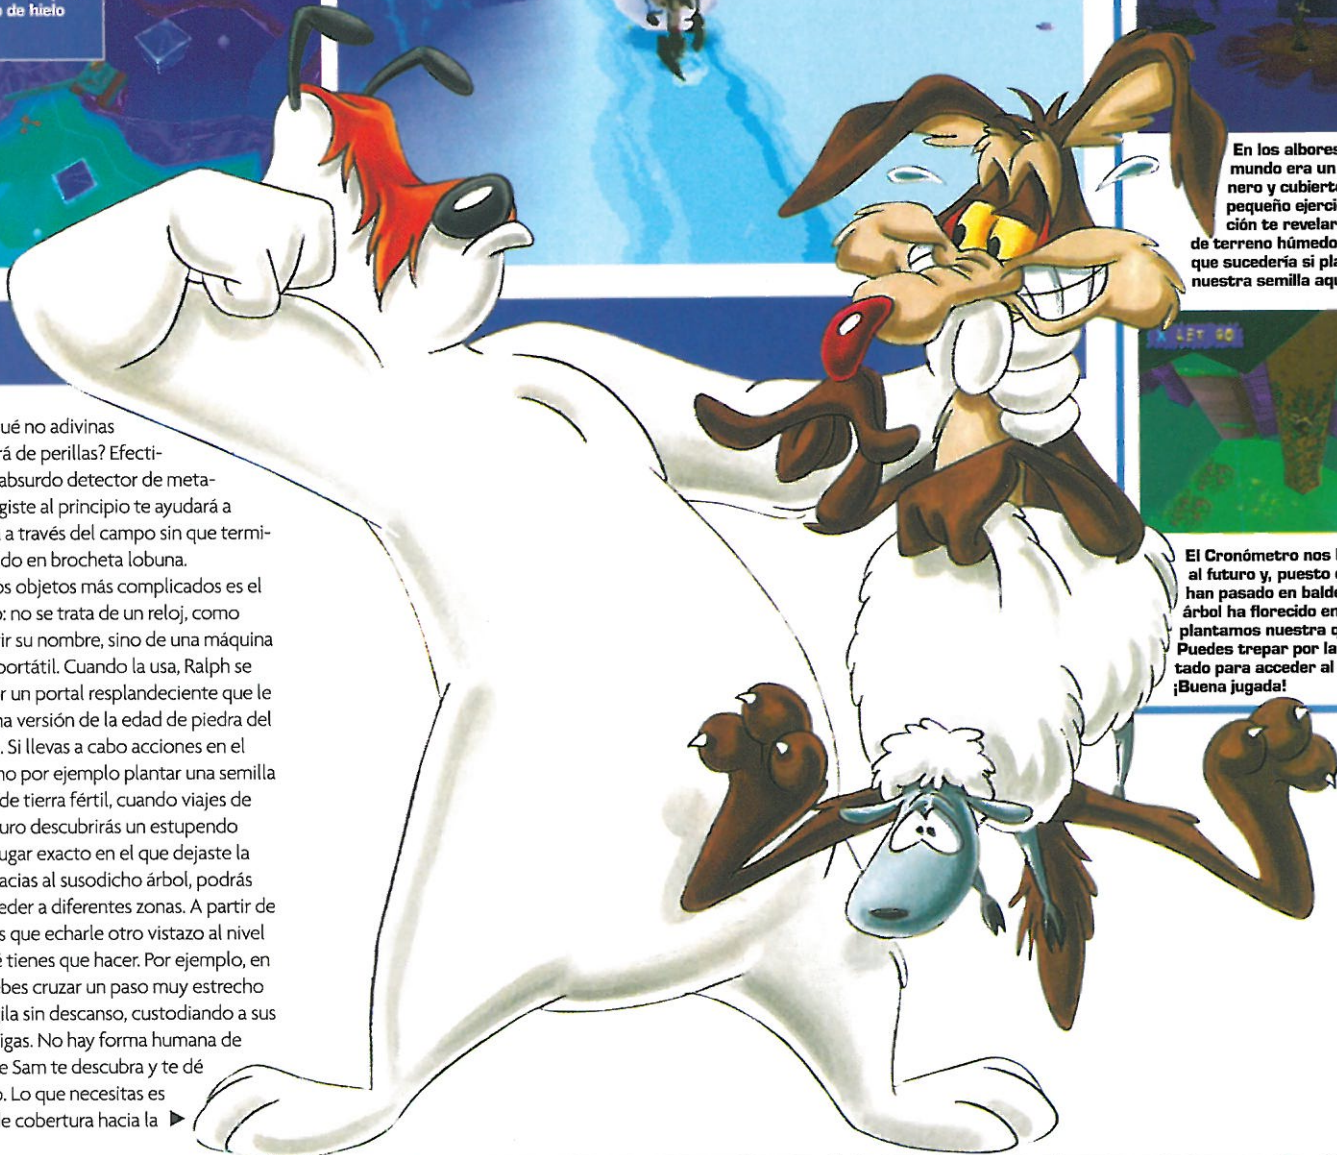 de hielo
ué no adivinas
rá de perillas? Efecti-
absurdo detector de meta-
giste al principio te ayudará a
a través del campo sin que termi-
do en brocheta lobuna.
os objetos más complicados es el
o: no se trata de un reloj, como
ir su nombre, sino de una máquina
portátil. Cuando la usa, Ralph se
r un portal resplandeciente que le
na versión de la edad de piedra del
. Si llevas a cabo acciones en el
no por ejemplo plantar una semilla
de tierra fértil, cuando viajes de
uro descubrirás un estupendo
ugar exacto en el que dejaste la
acias al susodicho árbol, podrás
eder a diferentes zonas. A partir de
s que echarle otro vistazo al nivel
é tienes que hacer. Por ejemplo, en
ebes cruzar un paso muy estrecho
ila sin descanso, custodiando a sus
igas. No hay forma humana de
e Sam te descubra y te dé
o. Lo que necesitas es
de cobertura hacia la ▶
En los albores
mundo era un
nero y cubierto
pequeño ejerci
ción te revelar
de terreno húmedo
que sucedería si pla
nuestra semilla aqu
X LET GO
El Cronómetro nos l
al futuro y, puesto
han pasado en balde
árbol ha florecido en
plantamos nuestra
Puedes trepar por la
tado para acceder al
¡Buena jugada!